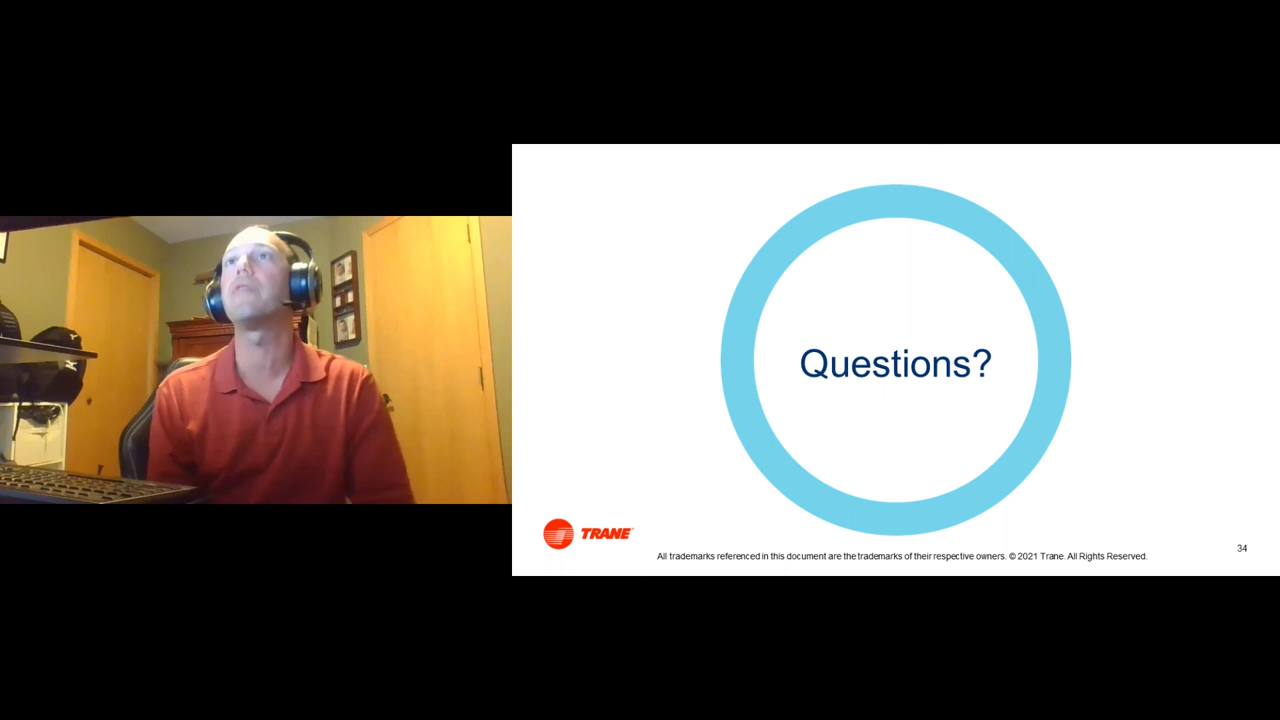 Questions?
TRANE
All trademarks referenced in this document are the trademarks of their respective owners. © 2021 Trane. All Rights Reserved.
34